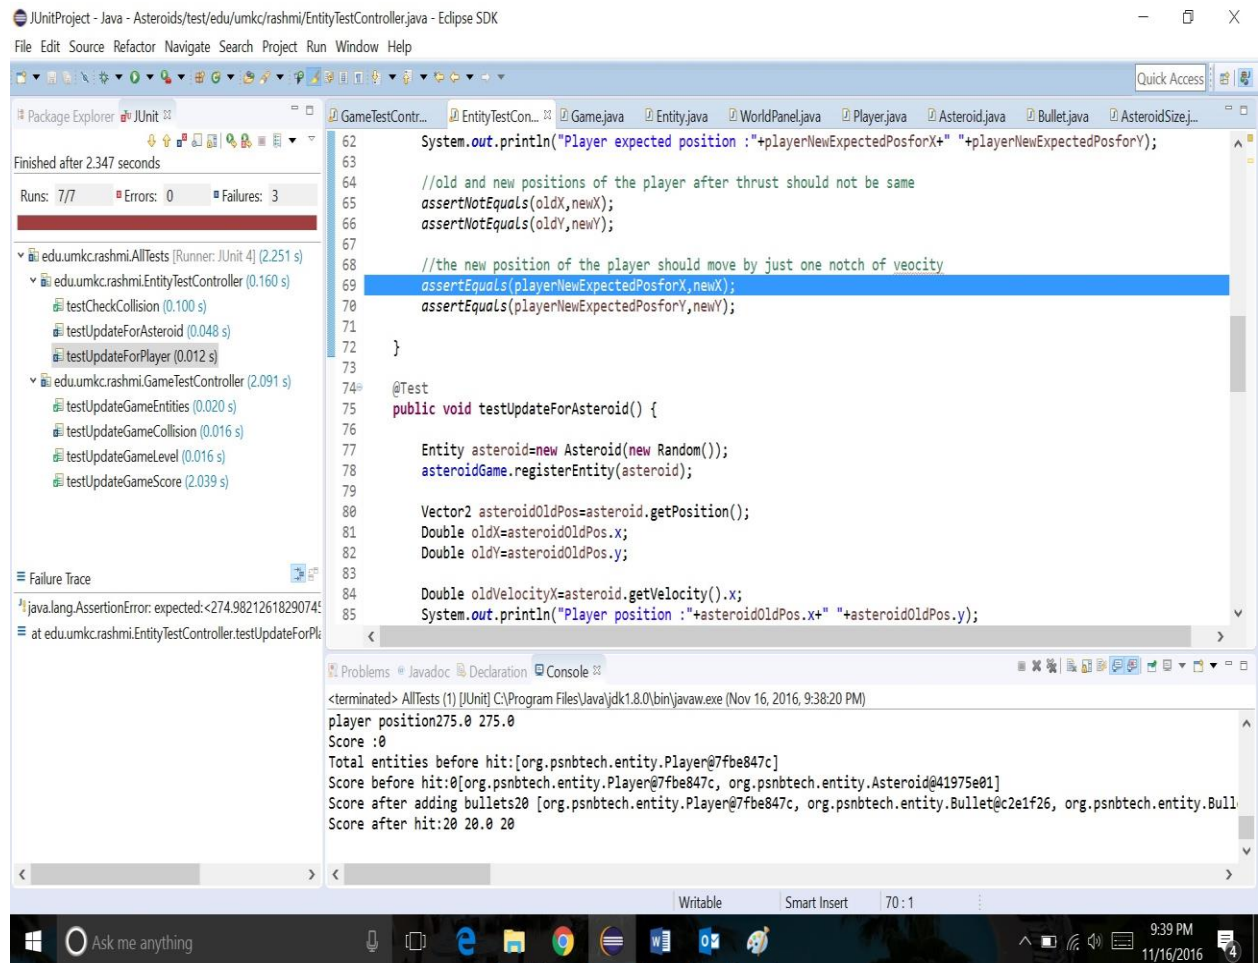 JUnitProject - Java - Asteroids/test/edu/umkc/rashmi/EntityTestController.java - Eclipse SDK
File Edit Source Refactor Navigate Search Project Run Window Help
Quick Access
Package Explorer JUnit
Finished after 2.347 seconds
Runs: 7/7 Errors: 0 Failures: 3
edu.umkc.rashmi.AllTests [Runner: JUnit 4] (2.251 s)
edu.umkc.rashmi.EntityTestController (0.160 s)
testCheckCollision (0.100 s)
testUpdateForAsteroid (0.048 s)
testUpdateForPlayer (0.012 s)
edu.umkc.rashmi.GameTestController (2.091 s)
testUpdateGameEntities (0.020 s)
testUpdateGameCollision (0.016 s)
testUpdateGameLevel (0.016 s)
testUpdateGameScore (2.039 s)
Failure Trace
java.lang.AssertionError: expected:<274.9821261829074
at edu.umkc.rashmi.EntityTestController.testUpdateForPla
GameTestContr... EntityTestCon... Game.java Entity.java WorldPanel.java Player.java Asteroid.java Bullet.java AsteroidSize.j...
62 System.out.println("Player expected position :"+playerNewExpectedPosforX+" "+playerNewExpectedPosforY);
63
64 //old and new positions of the player after thrust should not be same
65 assertNotEquals(oldX,newX);
66 assertNotEquals(oldY,newY);
67
68 //the new position of the player should move by just one notch of veocity
69 assertEquals(playerNewExpectedPosforX,newX);
70 assertEquals(playerNewExpectedPosforY,newY);
71
72 }
73
74 @Test
75 public void testUpdateForAsteroid() {
76
77 Entity asteroid=new Asteroid(new Random());
78 asteroidGame.registerEntity(asteroid);
79
80 Vector2 asteroidOldPos=asteroid.getPosition();
81 Double oldX=asteroidOldPos.x;
82 Double oldY=asteroidOldPos.y;
83
84 Double oldVelocityX=asteroid.getVelocity().x;
85 System.out.println("Player position :"+asteroidOldPos.x+" "+asteroidOldPos.y);
Problems Javadoc Declaration Console
<terminated> AllTests (1) [JUnit] C:\Program Files\Java\jdk1.8.0\bin\javaw.exe (Nov 16, 2016, 9:38:20 PM)
player position275.0 275.0
Score :0
Total entities before hit:[org.psnbtech.entity.Player@7fbe847c]
Score before hit:0[org.psnbtech.entity.Player@7fbe847c, org.psnbtech.entity.Asteroid@41975e01]
Score after adding bullets20 [org.psnbtech.entity.Player@7fbe847c, org.psnbtech.entity.Bullet@c2e1f26, org.psnbtech.entity.Bull
Score after hit:20 20.0 20
Writable Smart Insert 70 : 1
Ask me anything
9:39 PM
11/16/2016
4